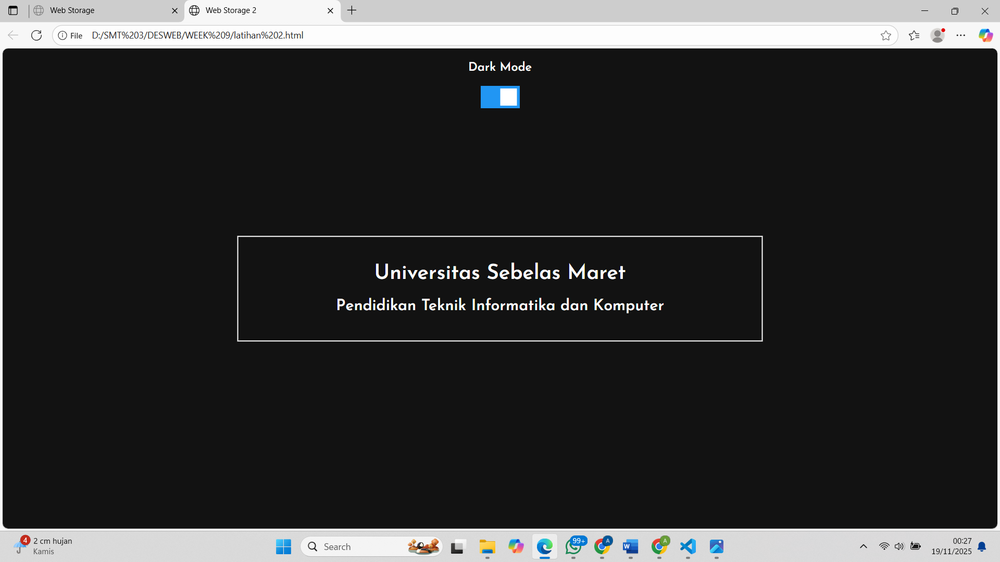 Web Storage
Web Storage 2
File
D:/SMT%203/DESWEB/WEEK%209/latihan%202.html
Dark Mode
Universitas Sebelas Maret
Pendidikan Teknik Informatika dan Komputer
4
2 cm hujan
Kamis
Search
99+
A
W
A
00:27
19/11/2025